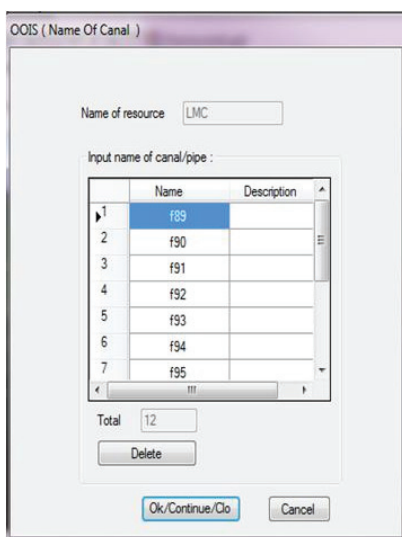 OOIS ( Name Of Canal )
Name of resource LMC
Input name of canal/pipe :
Name Description
1 f89
2 f90
3 f91
4 f92
5 f93
6 f94
7 f95
Total 12
Delete
Ok/Continue/Clo Cancel